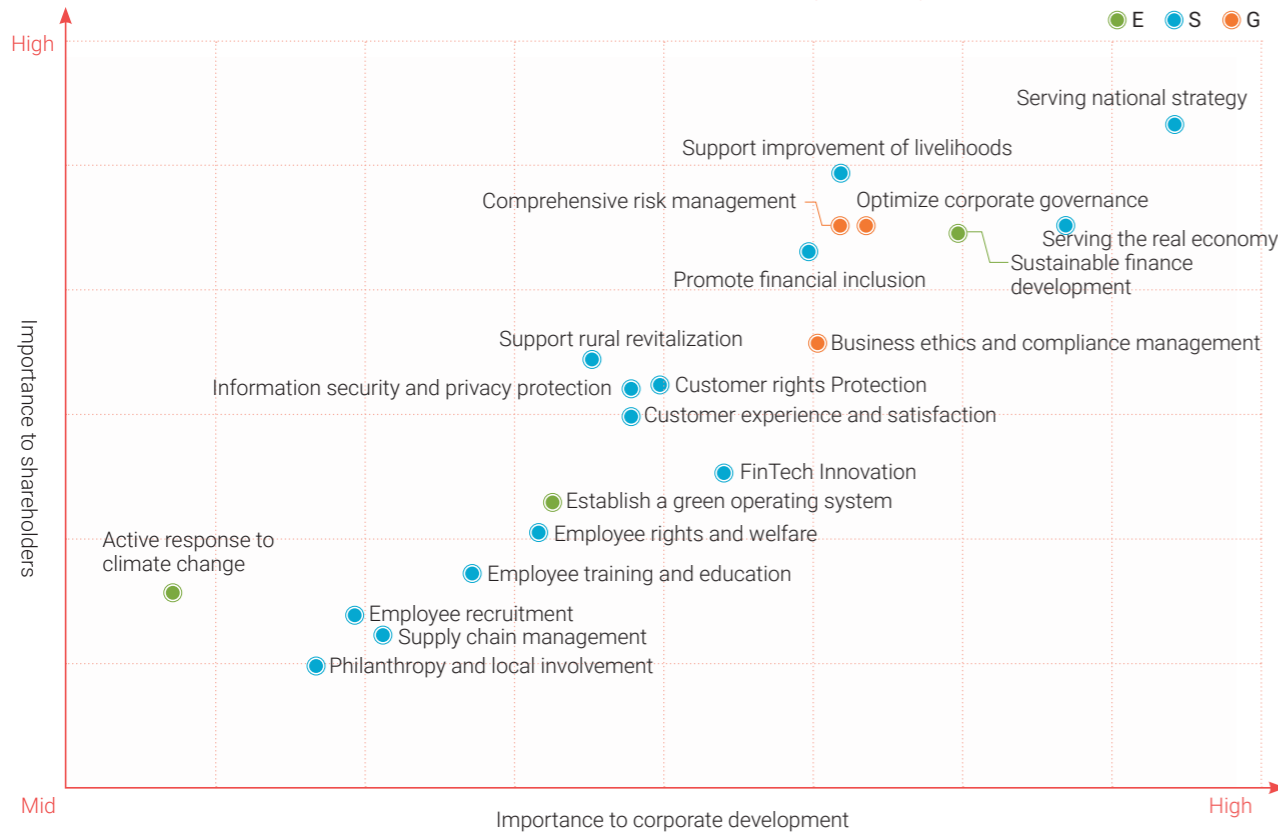 E S G
High
Serving national strategy
Support improvement of livelihoods
Comprehensive risk management
Optimize corporate governance
Serving the real economy
Sustainable finance
development
Promote financial inclusion
Support rural revitalization
Business ethics and compliance management
Information security and privacy protection
Customer rights Protection
Customer experience and satisfaction
FinTech Innovation
Establish a green operating system
Employee rights and welfare
Active response to
climate change
Employee training and education
Employee recruitment
Supply chain management
Philanthropy and local involvement
Importance to shareholders
Mid
High
Importance to corporate development